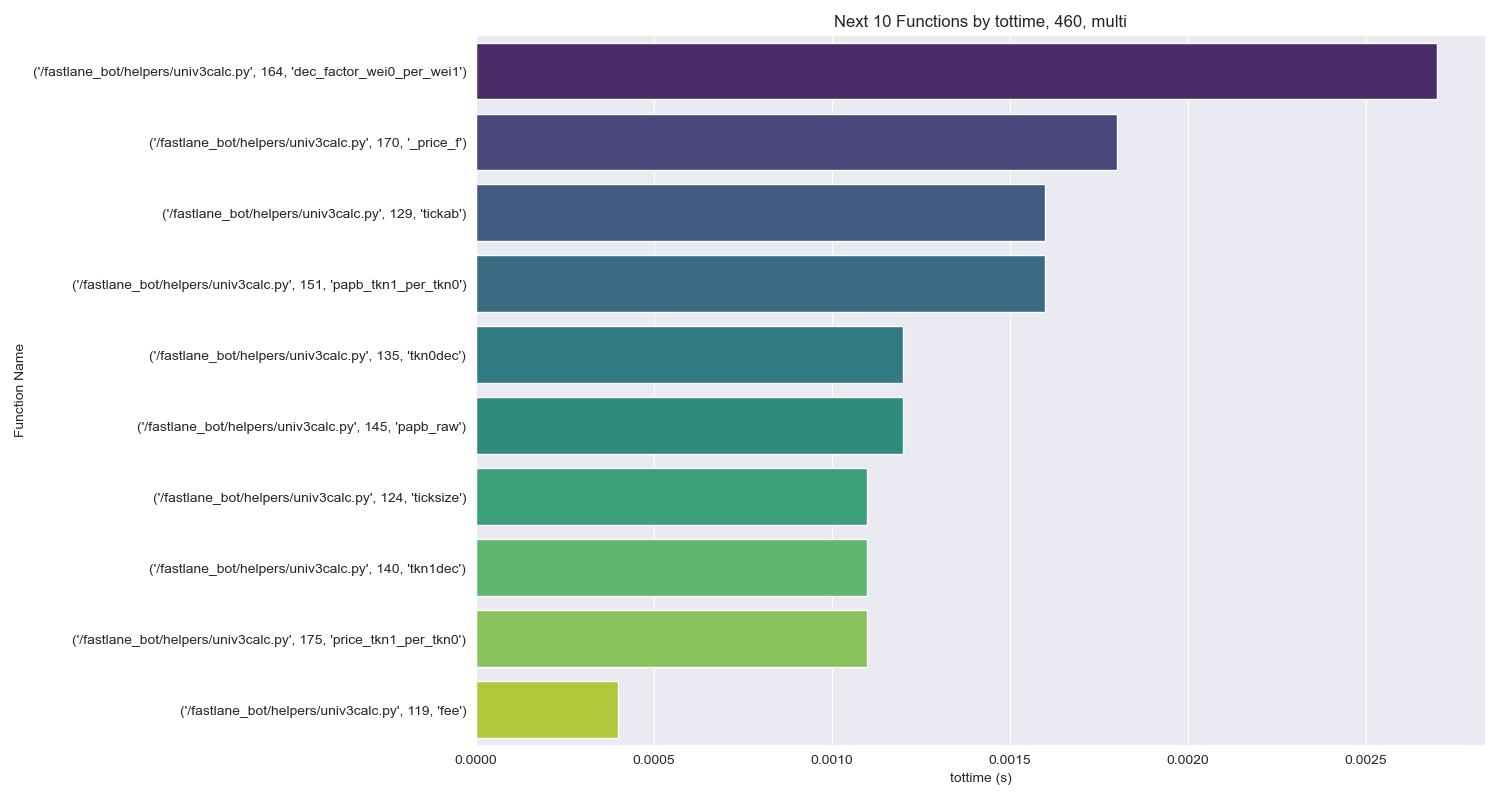 Next 10 Functions by tottime, 460, multi
('/fastlane_bot/helpers/univ3calc.py', 164, 'dec_factor_wei0_per_wei1')
('/fastlane_bot/helpers/univ3calc.py', 170, '_price_f')
('/fastlane_bot/helpers/univ3calc.py', 129, 'tickab')
('/fastlane_bot/helpers/univ3calc.py', 151, 'papb_tkn1_per_tkn0')
('/fastlane_bot/helpers/univ3calc.py', 135, 'tkn0dec')
('/fastlane_bot/helpers/univ3calc.py', 145, 'papb_raw')
('/fastlane_bot/helpers/univ3calc.py', 124, 'ticksize')
('/fastlane_bot/helpers/univ3calc.py', 140, 'tkn1dec')
('/fastlane_bot/helpers/univ3calc.py', 175, 'price_tkn1_per_tkn0')
('/fastlane_bot/helpers/univ3calc.py', 119, 'fee')
Function Name
0.0000 0.0005 0.0010 0.0015 0.0020 0.0025
tottime (s)